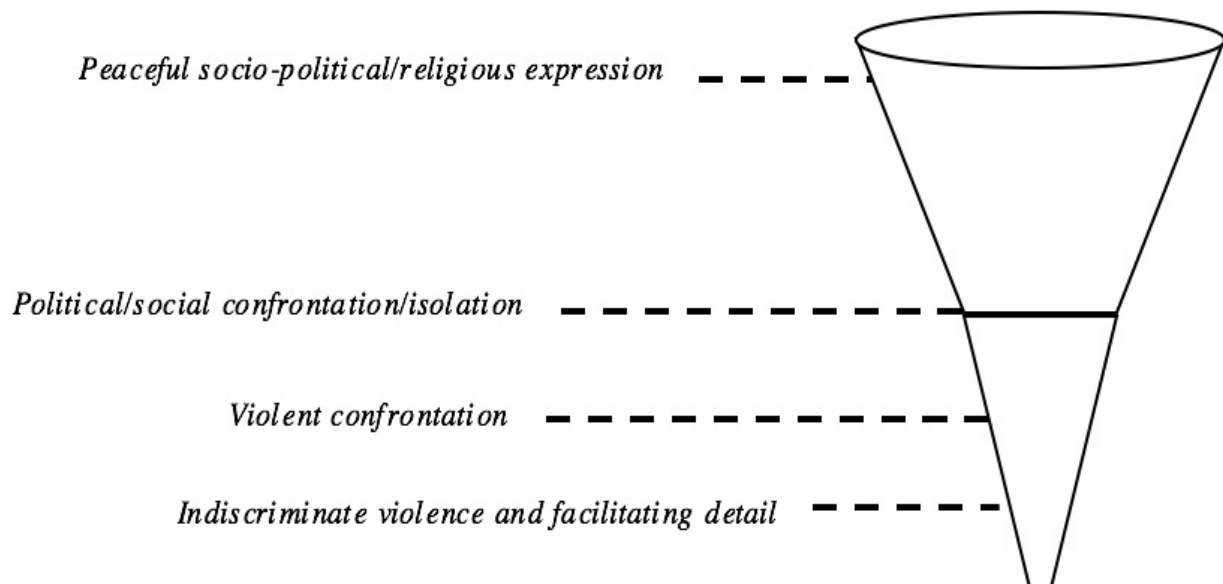 Peaceful socio-political/religious expression
Political/social confrontation/isolation
Violent confrontation
Indiscriminate violence and facilitating detail